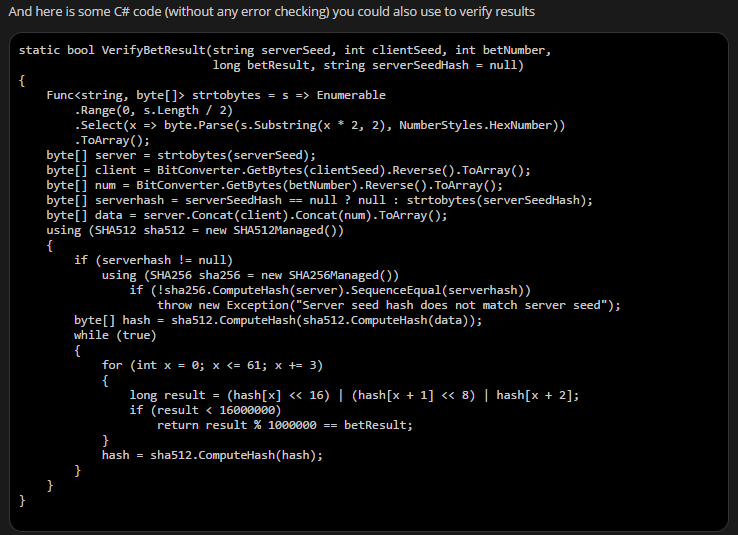 And here is some C# code (without any error checking) you could also use to verify results
static bool VerifyBetResult(string serverSeed, int clientSeed, int betNumber,
                            long betResult, string serverSeedHash = null)
{
    Func<string, byte[]> strtobytes = s => Enumerable
        .Range(0, s.Length / 2)
        .Select(x => byte.Parse(s.Substring(x * 2, 2), NumberStyles.HexNumber))
        .ToArray();
    byte[] server = strtobytes(serverSeed);
    byte[] client = BitConverter.GetBytes(clientSeed).Reverse().ToArray();
    byte[] num = BitConverter.GetBytes(betNumber).Reverse().ToArray();
    byte[] serverhash = serverSeedHash == null ? null : strtobytes(serverSeedHash);
    byte[] data = server.Concat(client).Concat(num).ToArray();
    using (SHA512 sha512 = new SHA512Managed())
    {
        if (serverhash != null)
            using (SHA256 sha256 = new SHA256Managed())
                if (!sha256.ComputeHash(server).SequenceEqual(serverhash))
                    throw new Exception("Server seed hash does not match server seed");
        byte[] hash = sha512.ComputeHash(sha512.ComputeHash(data));
        while (true)
        {
            for (int x = 0; x <= 61; x += 3)
            {
                long result = (hash[x] << 16) | (hash[x + 1] << 8) | hash[x + 2];
                if (result < 16000000)
                    return result % 1000000 == betResult;
            }
            hash = sha512.ComputeHash(hash);
        }
    }
}